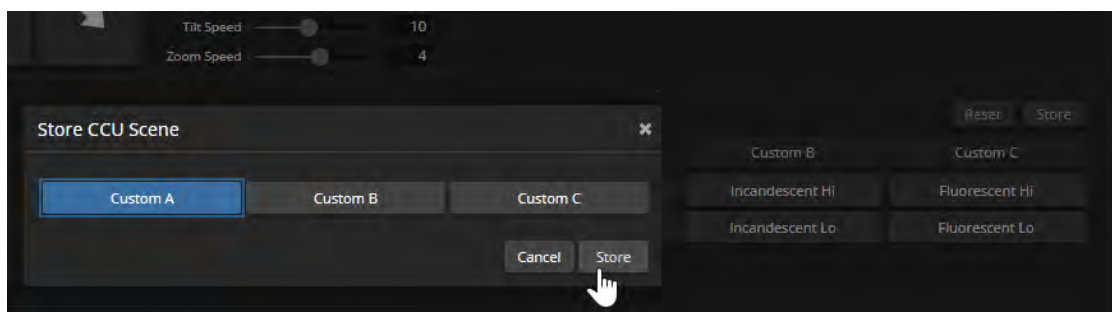 Tilt Speed 10
Zoom Speed 4
Reset Store
Store CCU Scene
Custom B Custom C
Custom A Custom B Custom C
Incandescent Hi Fluorescent Hi
Incandescent Lo Fluorescent Lo
Cancel Store